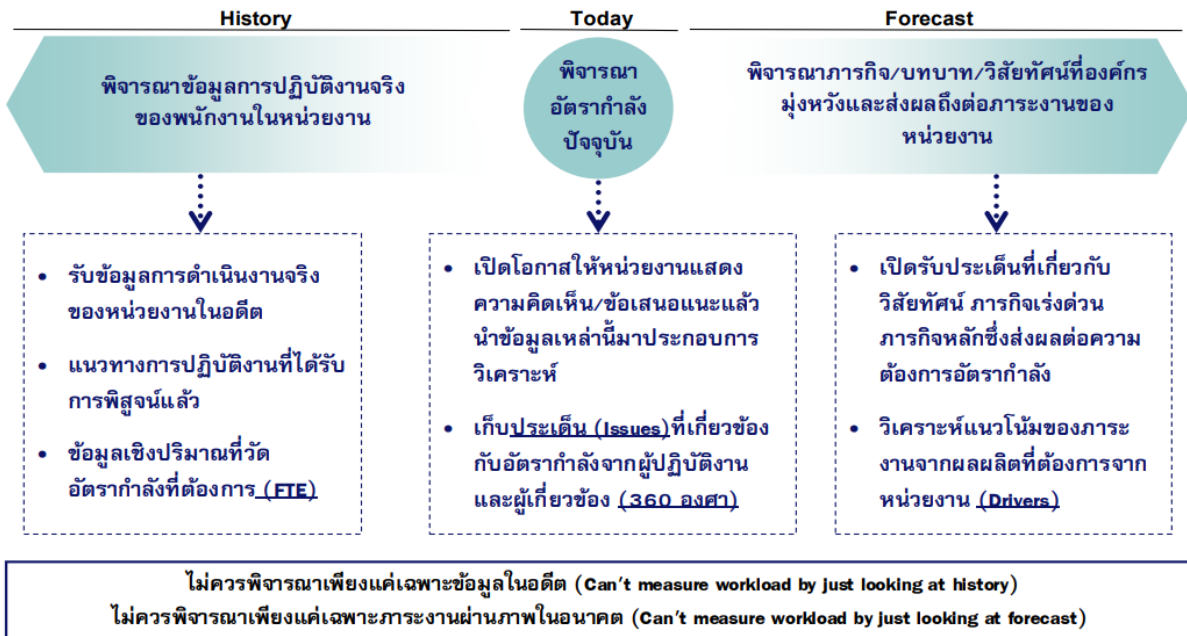 History
Today
Forecast
พิจารณาข้อมูลการปฏิบัติงานจริง
ของพนักงานในหน่วยงาน
พิจารณา
อัตรากำลัง
ปัจจุบัน
พิจารณาภารกิจ/บทบาท/วิสัยทัศน์ที่องค์กร
มุ่งหวังและส่งผลถึงต่อภาระงานของ
หน่วยงาน
• รับข้อมูลการดำเนินงานจริง
ของหน่วยงานในอดีต
• แนวทางการปฏิบัติงานที่ได้รับ
การพิสูจน์แล้ว
• ข้อมูลเชิงปริมาณที่วัด
อัตรากำลังที่ต้องการ (FTE)
• เปิดโอกาสให้หน่วยงานแสดง
ความคิดเห็น/ข้อเสนอแนะแล้ว
นำข้อมูลเหล่านี้มาประกอบการ
วิเคราะห์
• เก็บประเด็น (Issues)ที่เกี่ยวข้อง
กับอัตรากำลังจากผู้ปฏิบัติงาน
และผู้เกี่ยวข้อง (360 องศา)
• เปิดรับประเด็นที่เกี่ยวกับ
วิสัยทัศน์ ภารกิจเร่งด่วน
ภารกิจหลักซึ่งส่งผลต่อความ
ต้องการอัตรากำลัง
• วิเคราะห์แนวโน้มของภาระ
งานจากผลผลิตที่ต้องการจาก
หน่วยงาน (Drivers)
ไม่ควรพิจารณาเพียงแค่เฉพาะข้อมูลในอดีต (Can't measure workload by just looking at history)
ไม่ควรพิจารณาเพียงแค่เฉพาะภาระงานผ่านภาพในอนาคต (Can't measure workload by just looking at forecast)